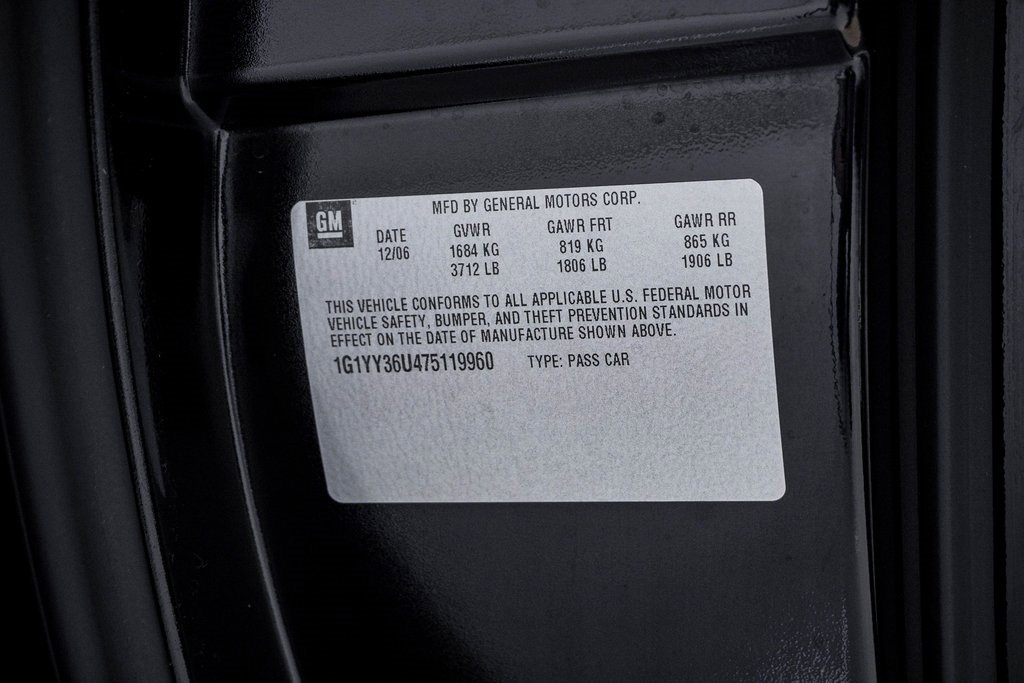 GM
MFD BY GENERAL MOTORS CORP.
DATE GVWR GAWR FRT GAWR RR
12/06 1684 KG 819 KG 865 KG
3712 LB 1806 LB 1906 LB
THIS VEHICLE CONFORMS TO ALL APPLICABLE U.S. FEDERAL MOTOR
VEHICLE SAFETY, BUMPER, AND THEFT PREVENTION STANDARDS IN
EFFECT ON THE DATE OF MANUFACTURE SHOWN ABOVE.
1G1YY36U475119960 TYPE: PASS CAR